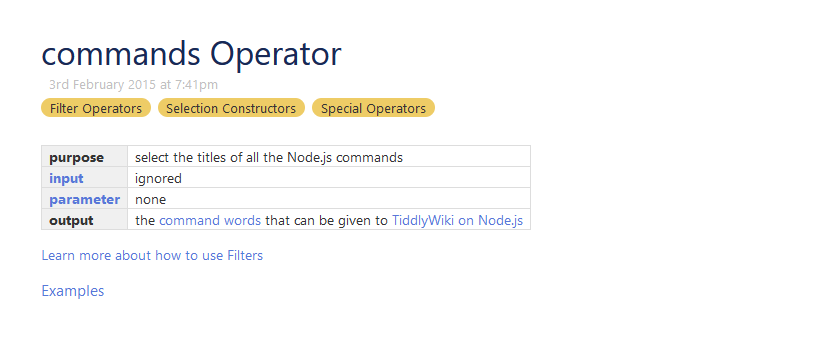 commands Operator
3rd February 2015 at 7:41pm
Filter Operators Selection Constructors Special Operators
purpose select the titles of all the Node.js commands
input ignored
parameter none
output the command words that can be given to TiddlyWiki on Node.js
Learn more about how to use Filters
Examples